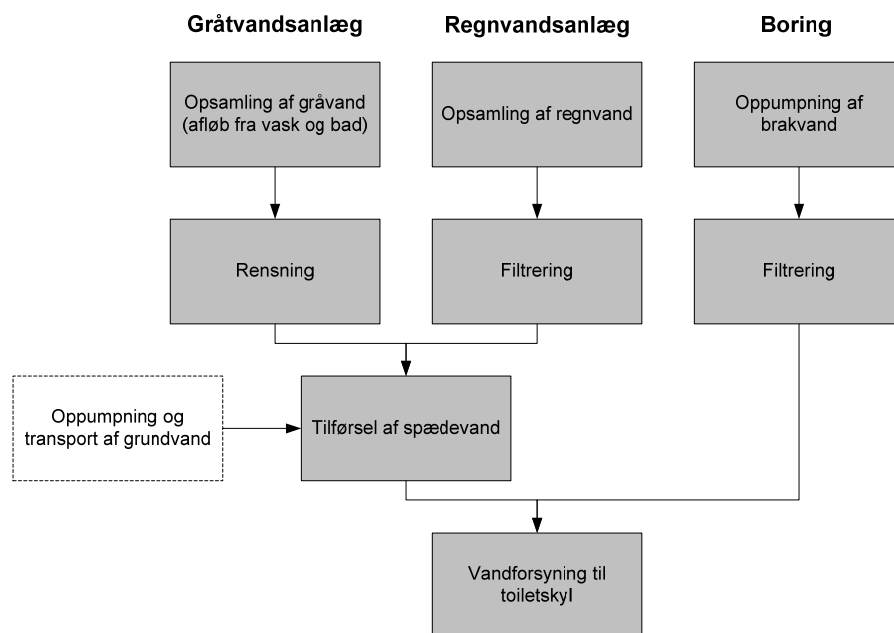 Gråtvandsanlæg
Regnvandsanlæg
Boring
Opsamling af gråvand
(afløb fra vask og bad)
Opsamling af regnvand
Oppumpning af
brakvand
Rensning
Filtrering
Filtrering
Oppumpning og
transport af grundvand
Tilførsel af spædevand
Vandforsyning til
toiletskyl